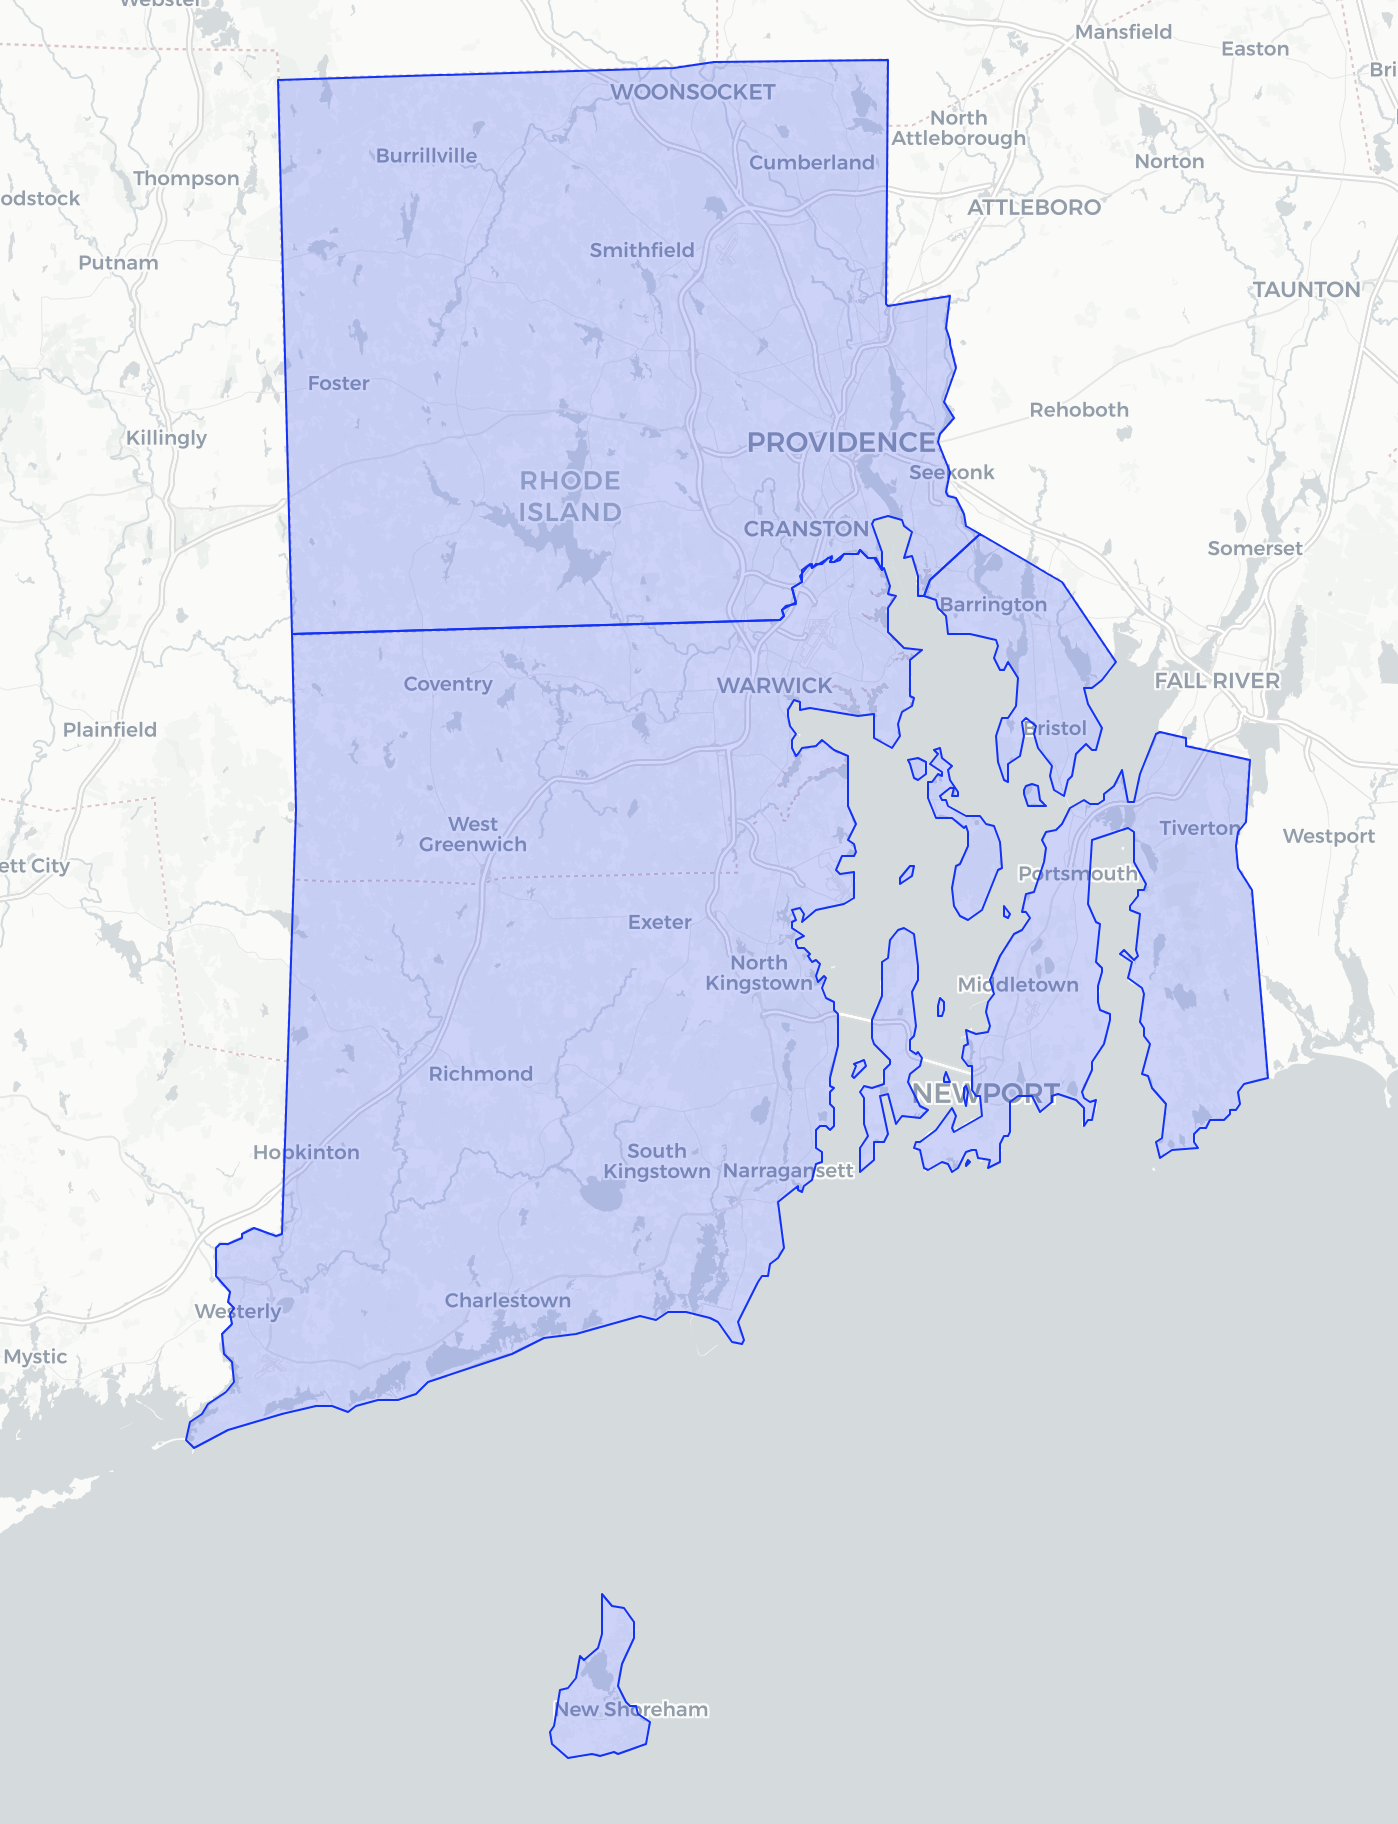 Webster
Mansfield
Easton
Bri
WOONSOCKET
North
Attleborough
Burrillville
Cumberland
Norton
Thompson
odstock
ATTLEBORO
Smithfield
Putnam
TAUNTON
Foster
Rehoboth
Killingly
PROVIDENCE
Seekonk
RHODE
ISLAND
CRANSTON
Somerset
Barrington
Coventry
WARWICK
FALL RIVER
Plainfield
Bristol
West
Greenwich
Tiverton
Westport
ett City
Portsmouth
Exeter
North
Kingstown
Middletown
Richmond
NEWPORT
Hopkinton
South
Kingstown
Narragansett
Charlestown
Westerly
Mystic
New Shoreham